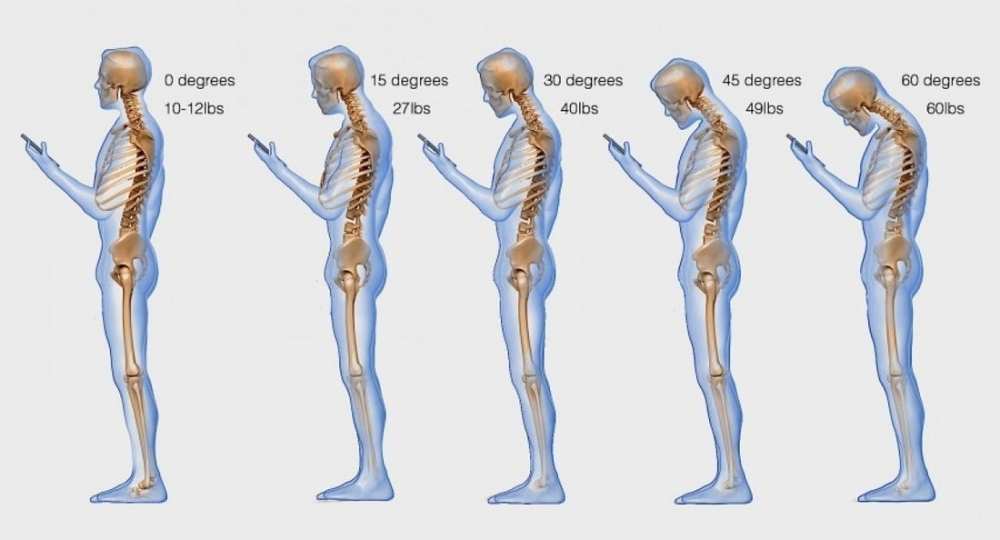 0 degrees
10-12lbs
15 degrees
27lbs
30 degrees
40lbs
45 degrees
49lbs
60 degrees
60lbs